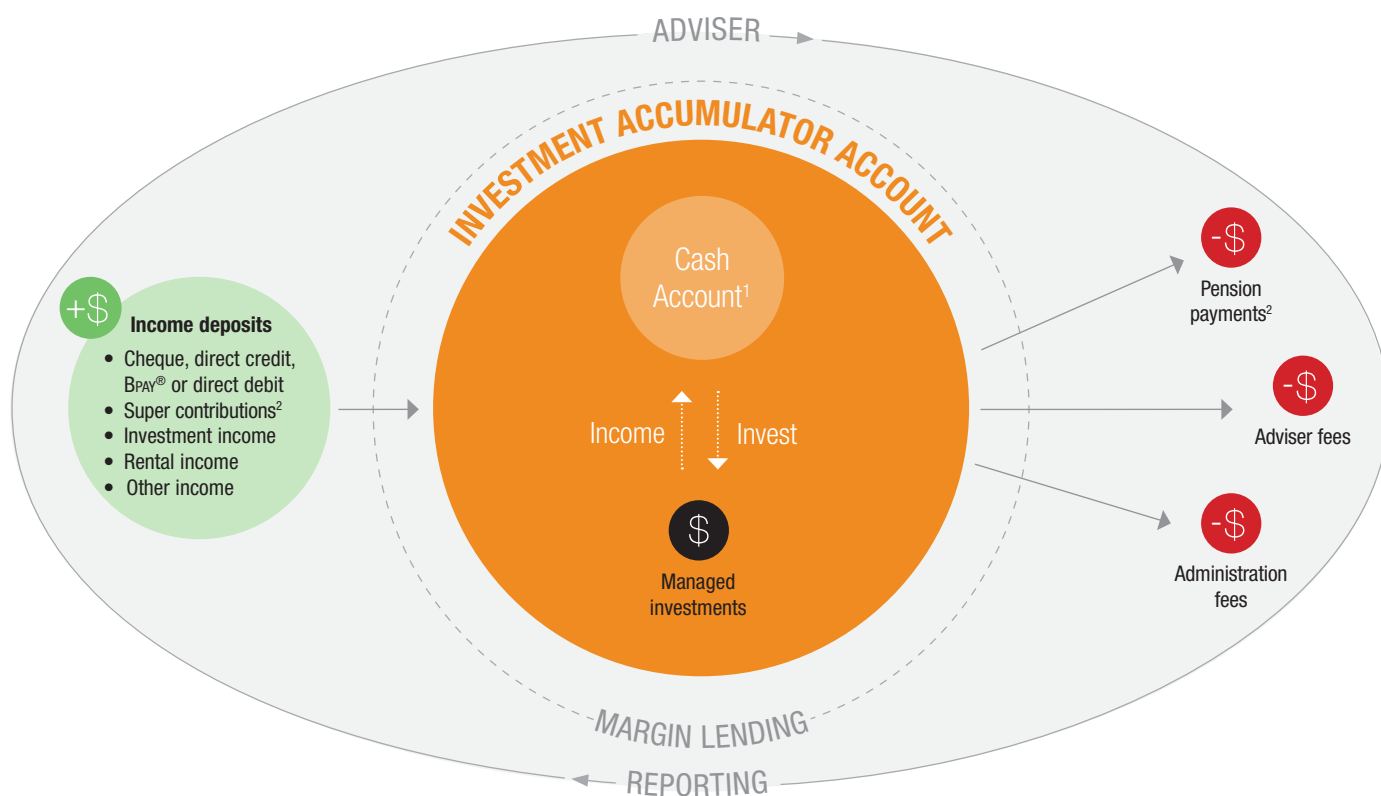 ADVISER
INVESTMENT ACCUMULATOR ACCOUNT
+$
Income deposits
• Cheque, direct credit,
BPAY® or direct debit
• Super contributions²
• Investment income
• Rental income
• Other income
Cash
Account¹
Income
Invest
$
Managed
investments
-$
Pension
payments²
-$
Adviser fees
-$
Administration
fees
MARGIN LENDING
REPORTING